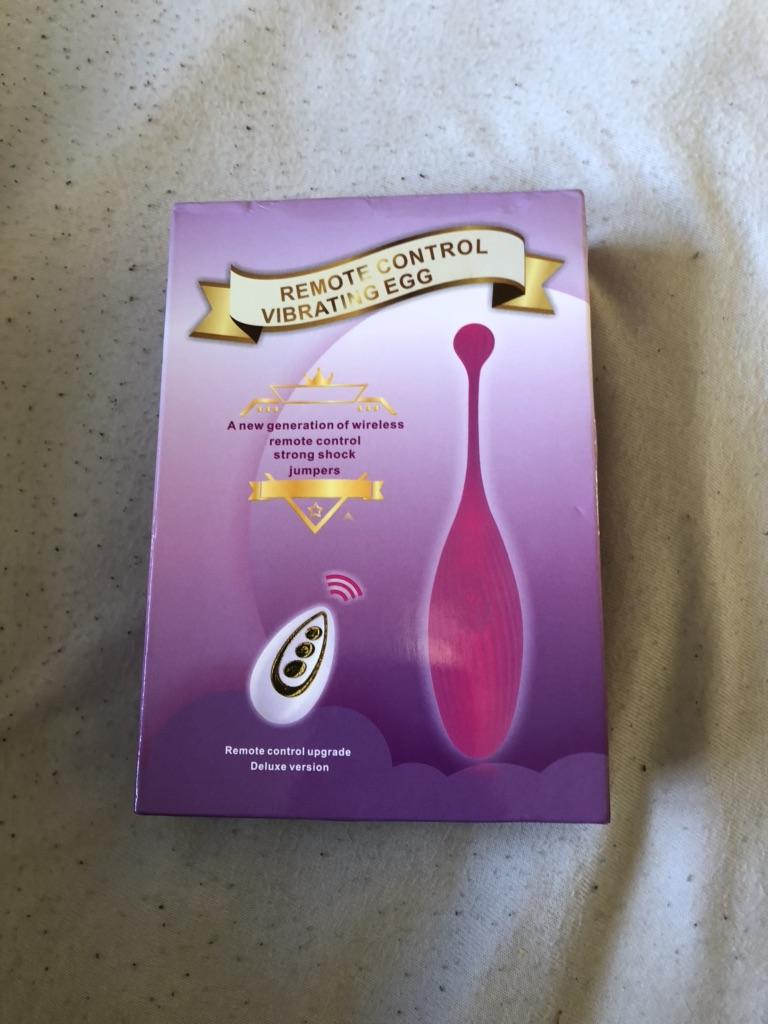 REMOTE CONTROL
VIBRATING EGG
A new generation of wireless
remote control
strong shock
jumpers
Remote control upgrade
Deluxe version